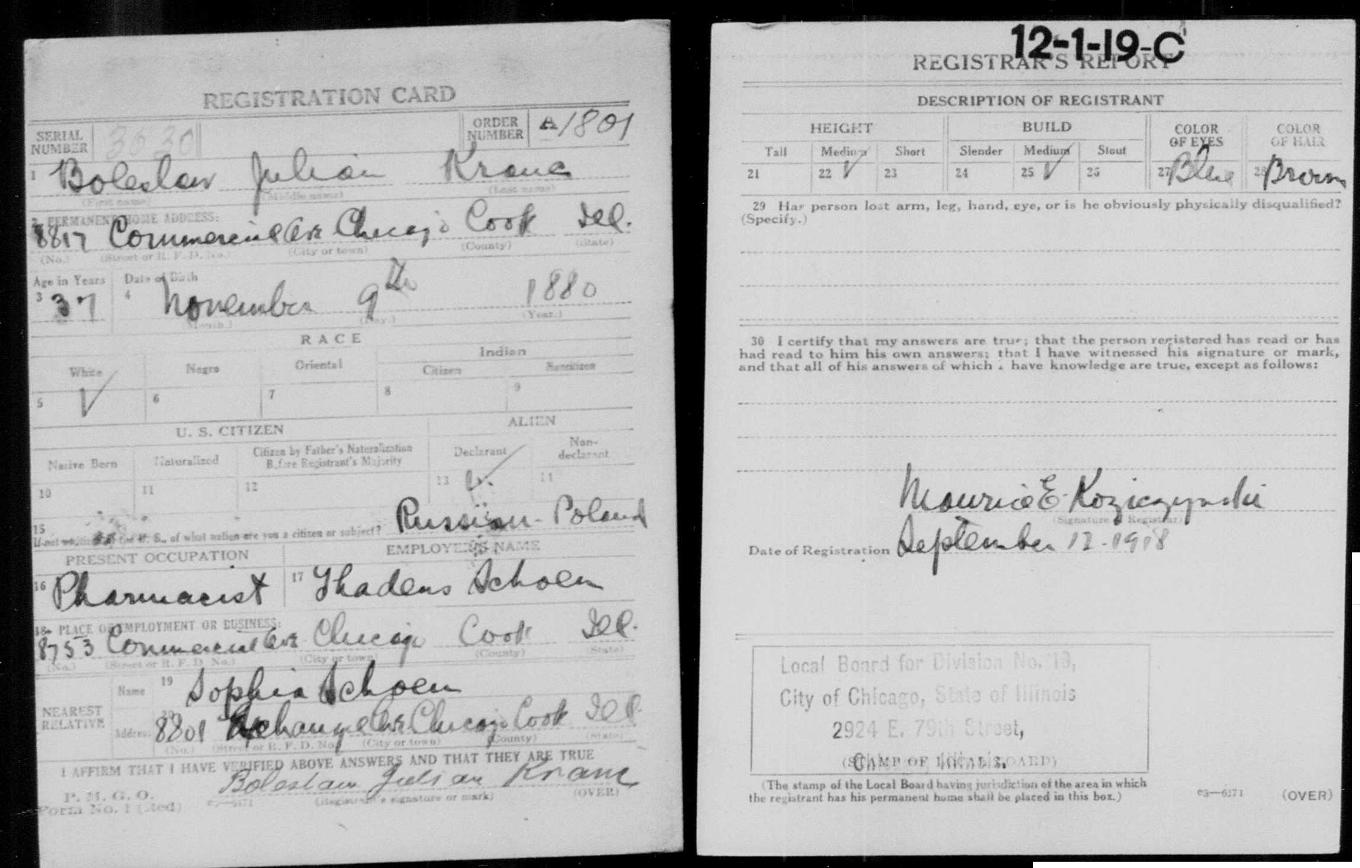 REGISTRATION CARD
SERIAL NUMBER 3030 ORDER NUMBER A1801
1 Boleslaw Julian Kranc
(First name) (Middle name) (Last name)
2 PERMANENT HOME ADDRESS:
8817 Commercial Ave Chicago Cook Ill.
(No.) (Street or R. F. D. No.) (City or town) (County) (State)
Age in Years Date of Birth
3 37 4 November 9th 1880
(Month.) (Day.) (Year.)
RACE
White Negro Oriental Indian
Citizen Noncitizen
5 ✓ 6 7 8 9
U. S. CITIZEN ALIEN
Native Born Naturalized Citizen by Father's Naturalization Before Registrant's Majority Declarant Non-declarant
10 11 12 13 ✓ 14
15 If not a citizen of the U. S., of what nation are you a citizen or subject? Russian-Poland
PRESENT OCCUPATION EMPLOYER'S NAME
16 Pharmacist 17 Thadeus Schoen
18 PLACE OF EMPLOYMENT OR BUSINESS:
8753 Commercial Ave Chicago Cook Ill.
(No.) (Street or R. F. D. No.) (City or town) (County) (State)
NEAREST RELATIVE
Name 19 Sophia Schoen
Address 20 8801 Exchange Ave Chicago Cook Ill
(No.) (Street or R. F. D. No.) (City or town) (County) (State)
I AFFIRM THAT I HAVE VERIFIED ABOVE ANSWERS AND THAT THEY ARE TRUE
Boleslaw Julian Kranc
P. M. G. O.
Form No. 1 (Red) 03—6171 (Registrant's signature or mark) (OVER)
12-1-19-C
REGISTRAR'S REPORT
DESCRIPTION OF REGISTRANT
HEIGHT BUILD COLOR OF EYES COLOR OF HAIR
Tall Medium Short Slender Medium Stout
21 22 ✓ 23 24 25 ✓ 26 27 Blue 28 Brown
29 Has person lost arm, leg, hand, eye, or is he obviously physically disqualified?
(Specify.)
30 I certify that my answers are true; that the person registered has read or has
had read to him his own answers; that I have witnessed his signature or mark,
and that all of his answers of which I have knowledge are true, except as follows:
Maurice E. Koziczynski
(Signature of Registrar)
Date of Registration September 12-1918
Local Board for Division No. 19,
City of Chicago, State of Illinois
2924 E. 79th Street,
Chicago, Illinois.
(STAMP OF LOCAL BOARD)
(The stamp of the Local Board having jurisdiction of the area in which
the registrant has his permanent home shall be placed in this box.)
03—6171 (OVER)